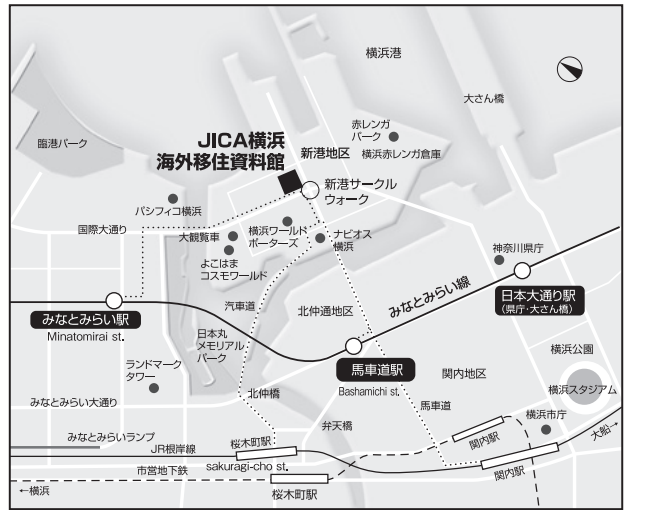 横浜港
大さん橋
臨港パーク
赤レンガ
パーク
横浜赤レンガ倉庫
JICA横浜
海外移住資料館
新港地区
新港サークル
ウォーク
パシフィコ横浜
国際大通り
大観覧車
横浜ワールド
ポーターズ
ナビオス
横浜
よこはま
コスモワールド
神奈川県庁
汽車道
北仲通地区
みなとみらい線
日本大通り駅
(県庁・大さん橋)
みなとみらい駅
Minatomirai st.
日本丸
メモリアル
パーク
馬車道駅
Bashamichi st.
横浜公園
ランドマーク
タワー
関内地区
横浜スタジアム
みなとみらい大通り
北仲橋
馬車道
横浜市庁
弁天橋
みなとみらいランプ
桜木町駅
関内駅
大船→
JR根岸線
sakuragi-cho st.
市営地下鉄
関内駅
←横浜
桜木町駅